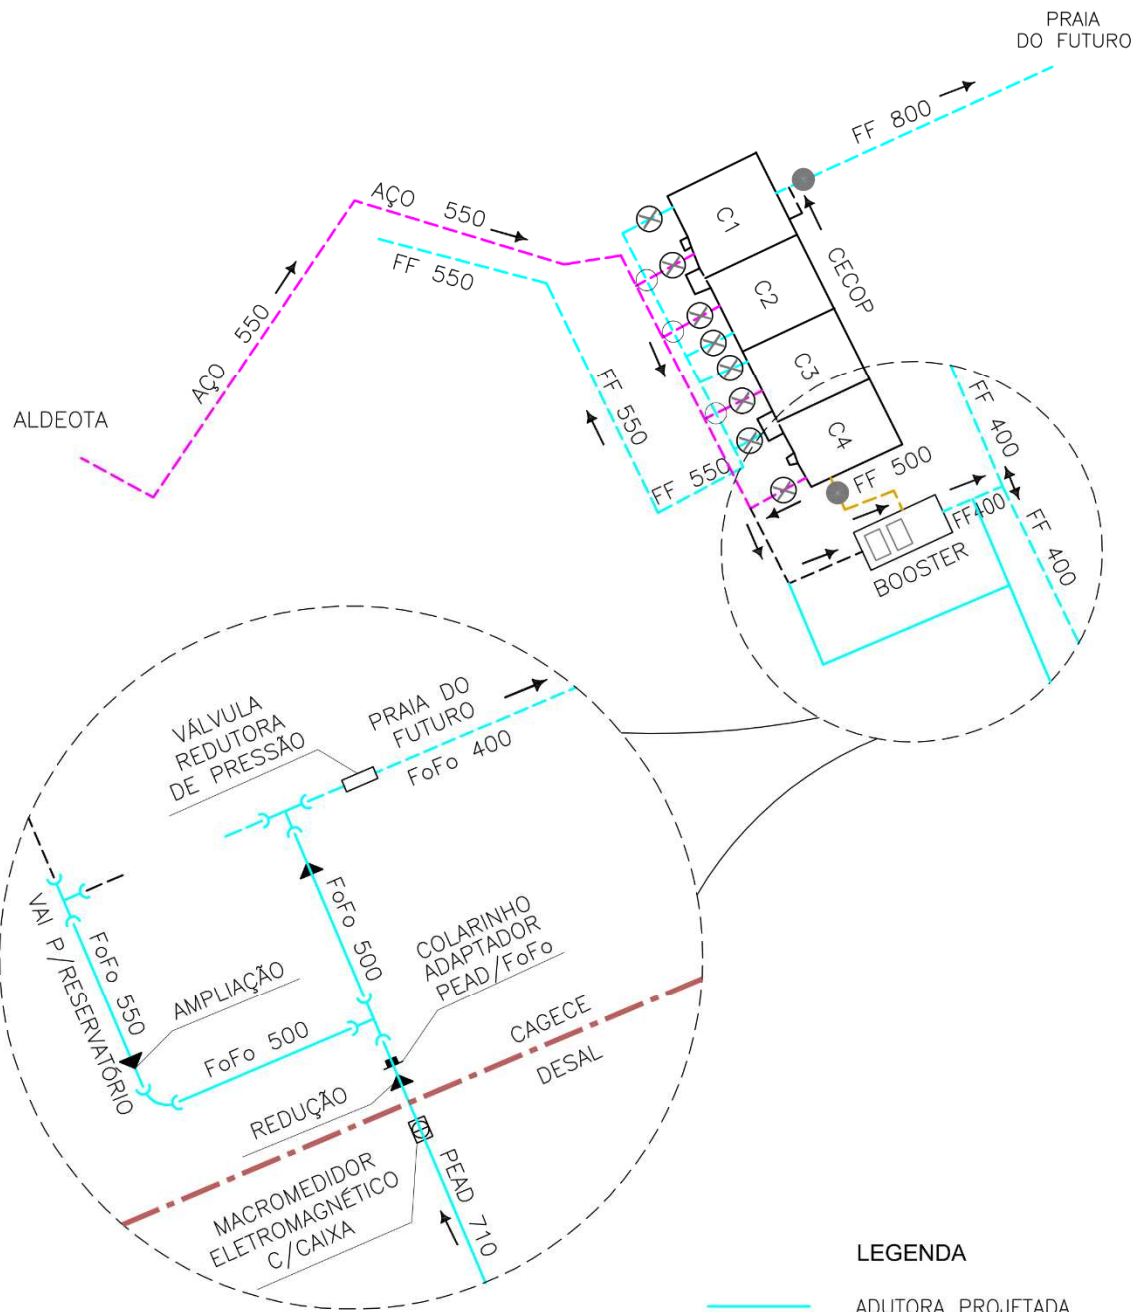 PRAIA
DO FUTURO
FF 800
AÇO 550
FF 550
AÇO 550
ALDEOTA
C1
C2
C3
C4
CECOP
FF 550
FF 550
FF 500
FF 400
FF400
FF 400
BOOSTER
VÁLVULA
REDUTORA
DE PRESSÃO
PRAIA DO
FUTURO
FoFo 400
FoFo 500
COLARINHO
ADAPTADOR
PEAD/FoFo
VAI P/RESERVATÓRIO
FoFo 550
AMPLIAÇÃO
FoFo 500
CAGECE
DESAL
REDUÇÃO
MACROMEDIDOR
ELETROMAGNÉTICO
C/CAIXA
PEAD 710
LEGENDA
ADUTORA PROJETADA